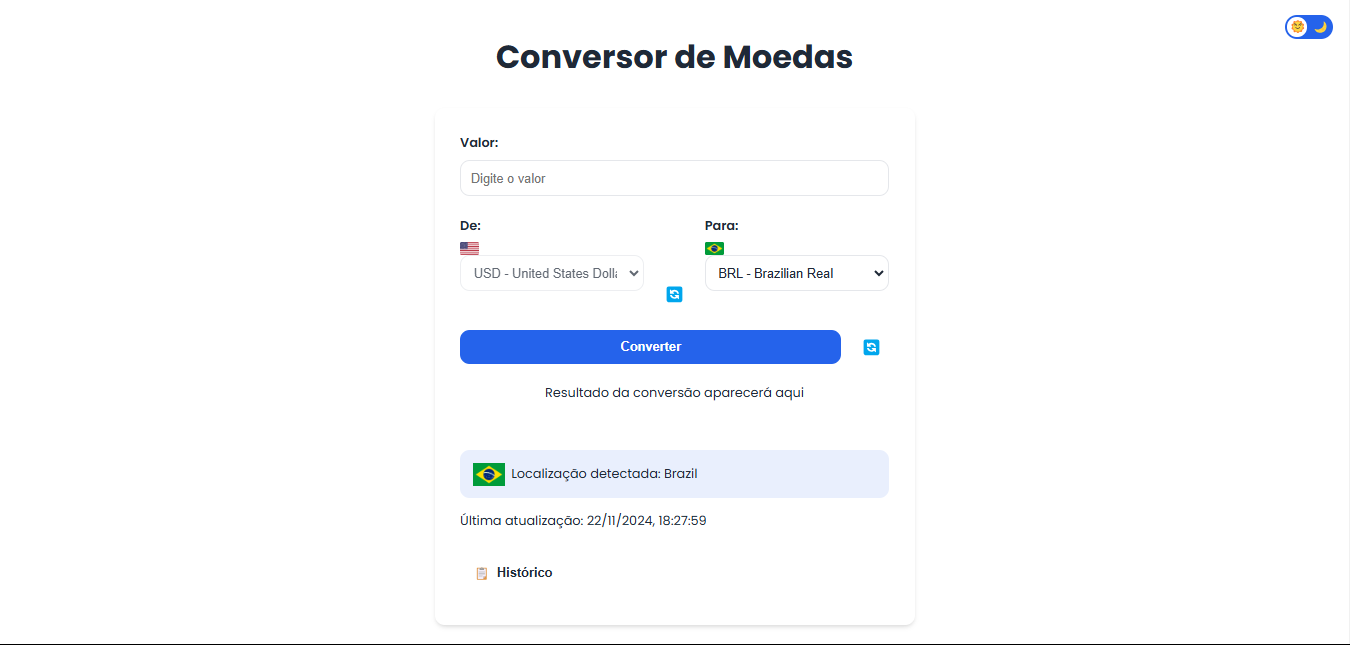 Conversor de Moedas
Valor:
Digite o valor
De:
Para:
USD - United States Doll
BRL - Brazilian Real
Converter
Resultado da conversão aparecerá aqui
Localização detectada: Brazil
Última atualização: 22/11/2024, 18:27:59
Histórico